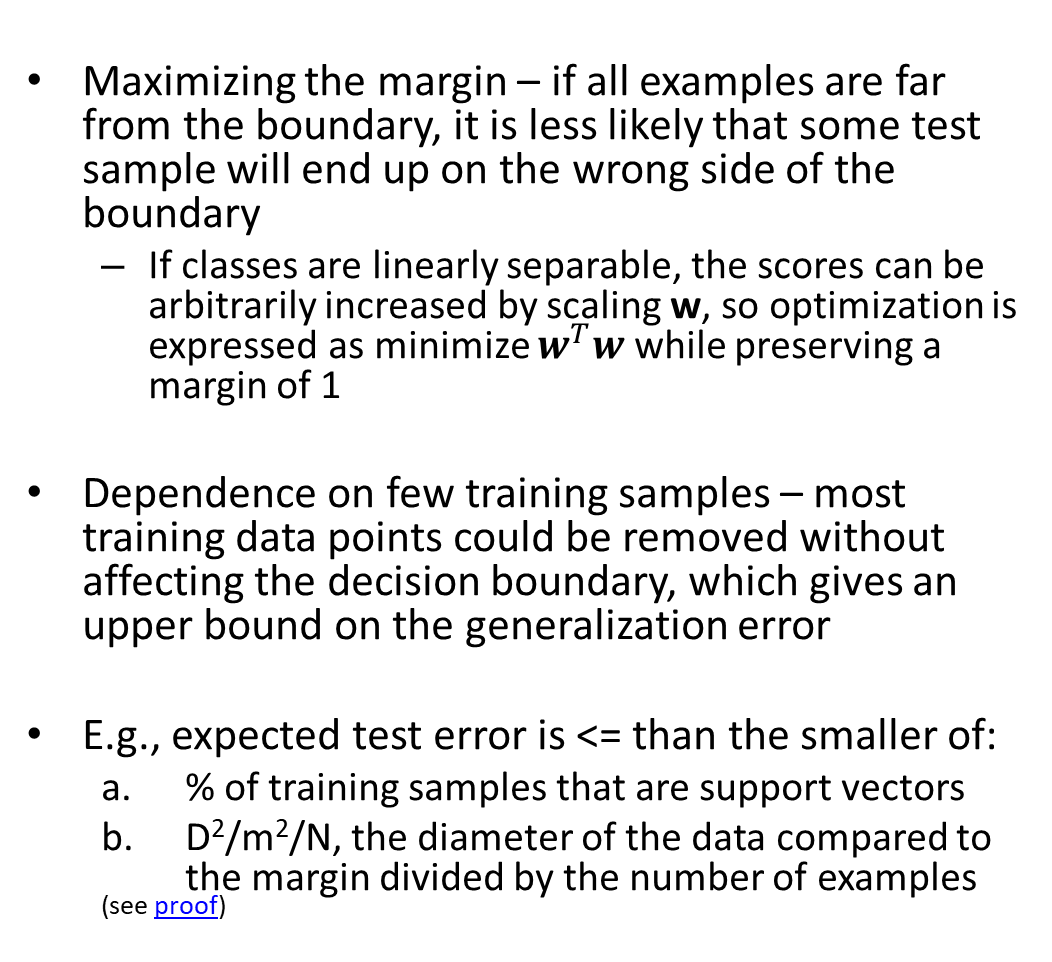 • Maximizing the margin – if all examples are far
from the boundary, it is less likely that some test
sample will end up on the wrong side of the
boundary
– If classes are linearly separable, the scores can be
arbitrarily increased by scaling w, so optimization is
expressed as minimize wᵀw while preserving a
margin of 1
• Dependence on few training samples – most
training data points could be removed without
affecting the decision boundary, which gives an
upper bound on the generalization error
• E.g., expected test error is <= than the smaller of:
a. % of training samples that are support vectors
b. D²/m²/N, the diameter of the data compared to
the margin divided by the number of examples
(see proof)